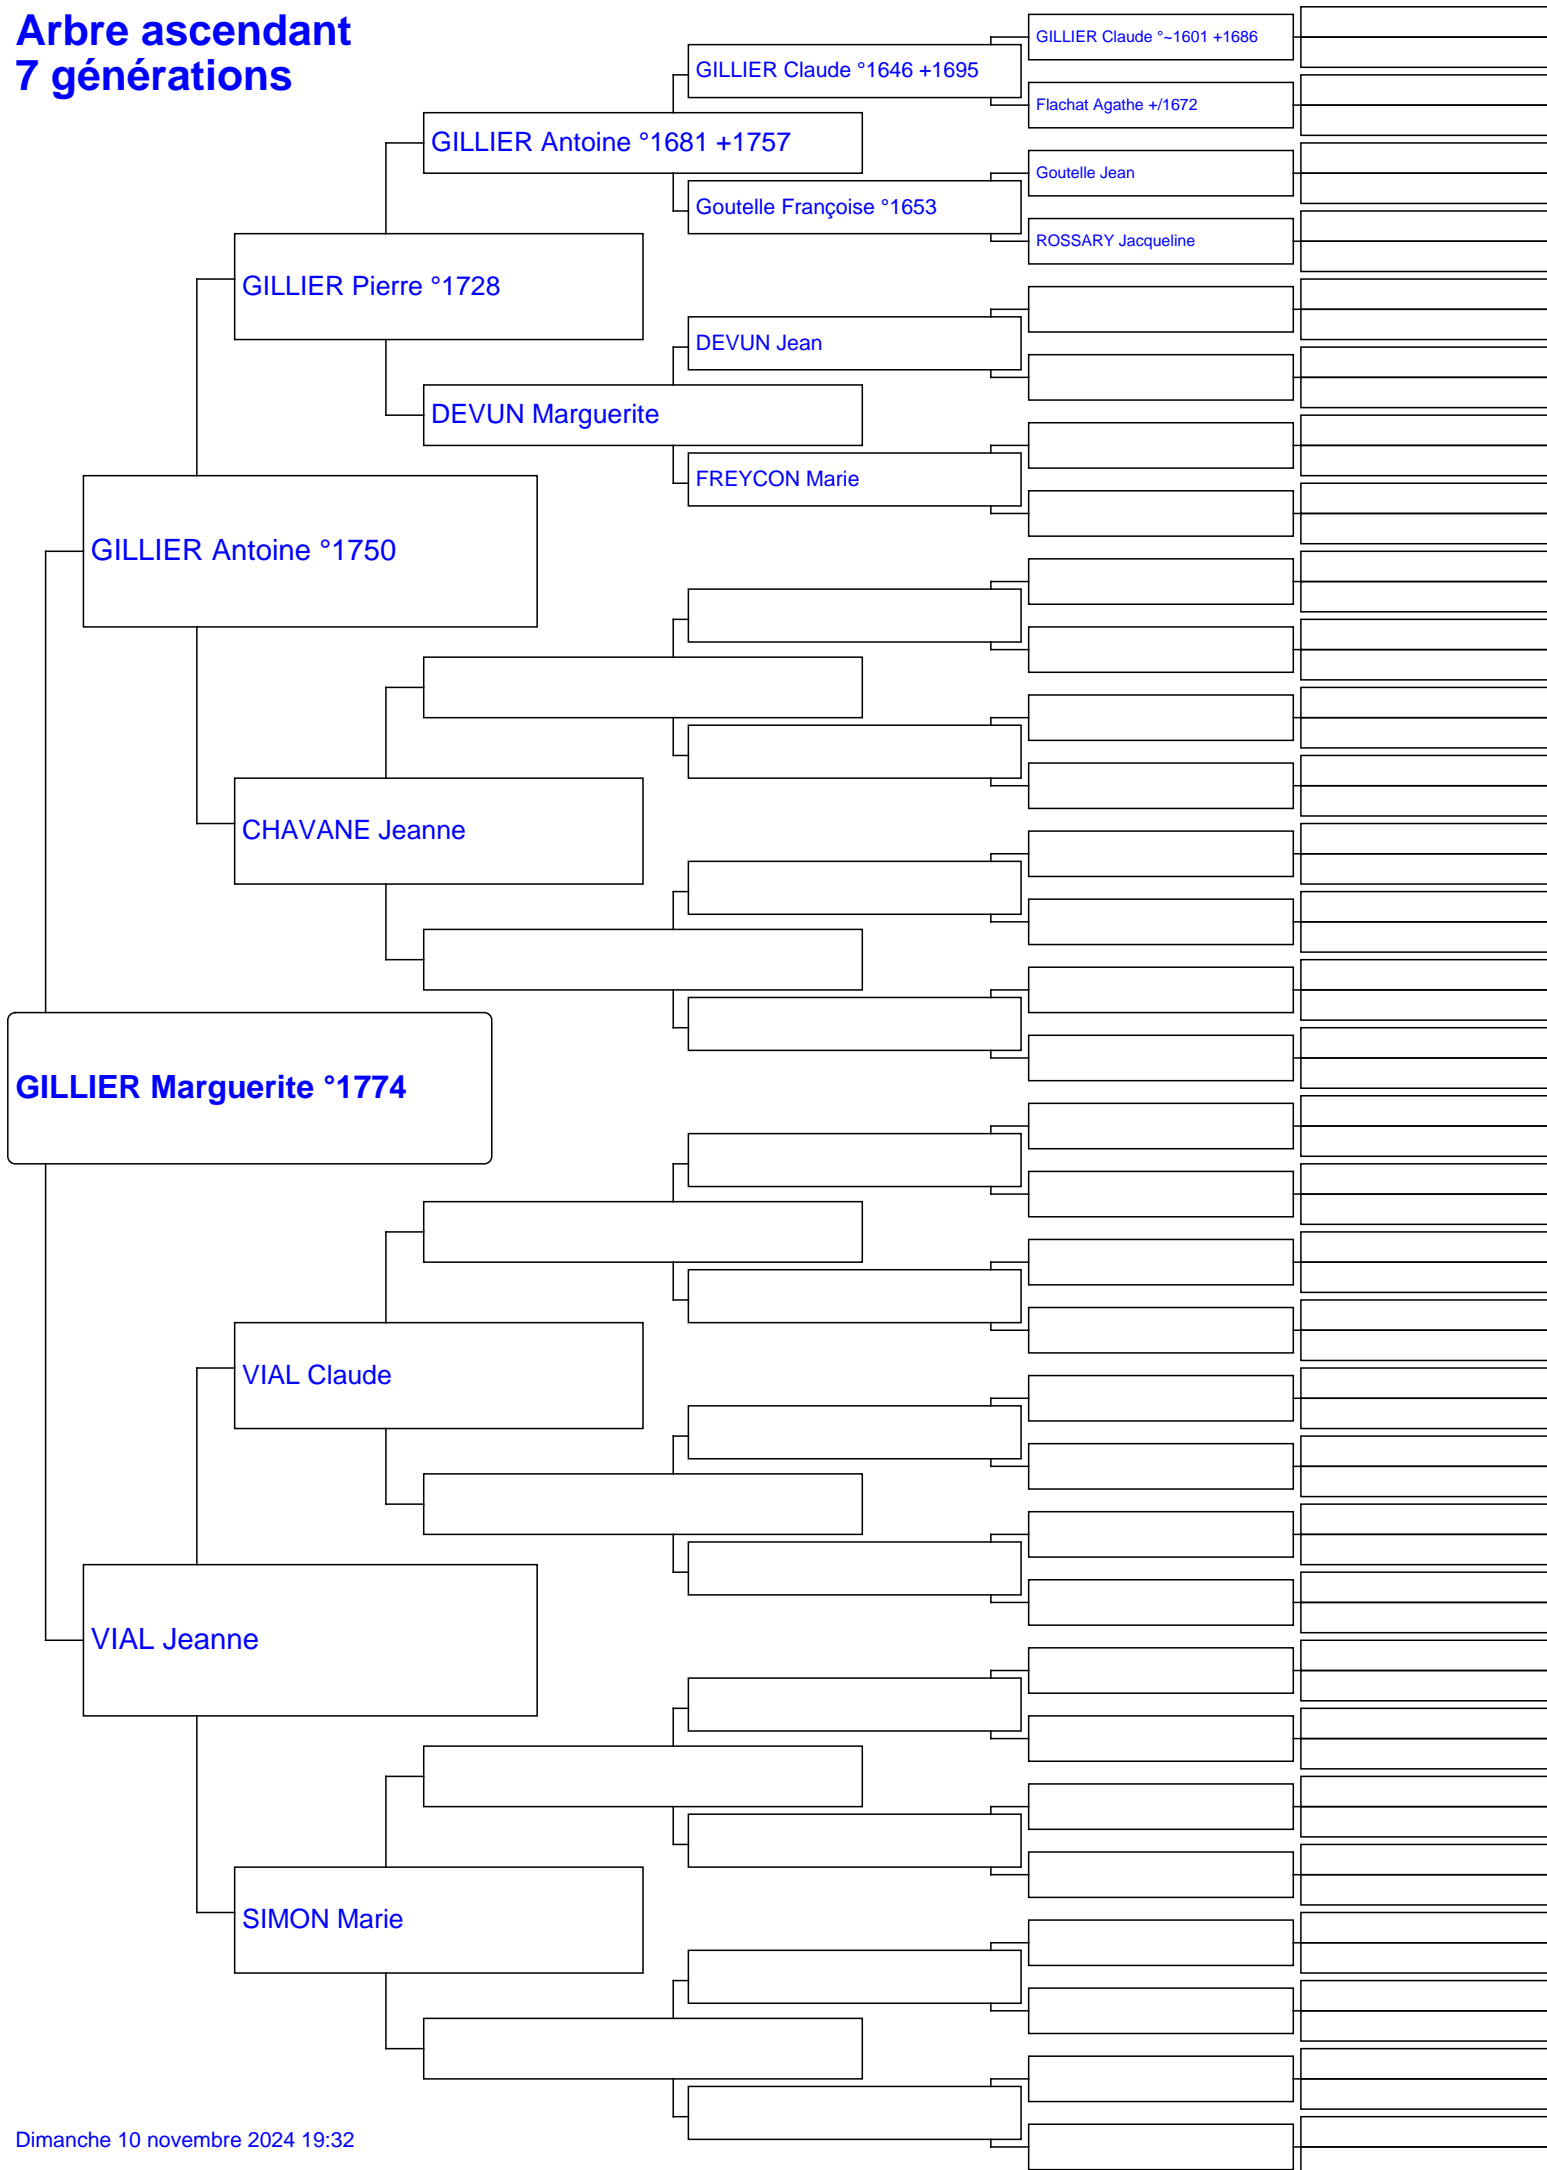 Arbre ascendant
7 générations
GILLIER Claude °~1601 +1686
GILLIER Claude °1646 +1695
Flachat Agathe +/1672
GILLIER Antoine °1681 +1757
Goutelle Jean
Goutelle Françoise °1653
ROSSARY Jacqueline
GILLIER Pierre °1728
DEVUN Jean
DEVUN Marguerite
FREYCON Marie
GILLIER Antoine °1750
CHAVANE Jeanne
GILLIER Marguerite °1774
VIAL Claude
VIAL Jeanne
SIMON Marie
Dimanche 10 novembre 2024 19:32